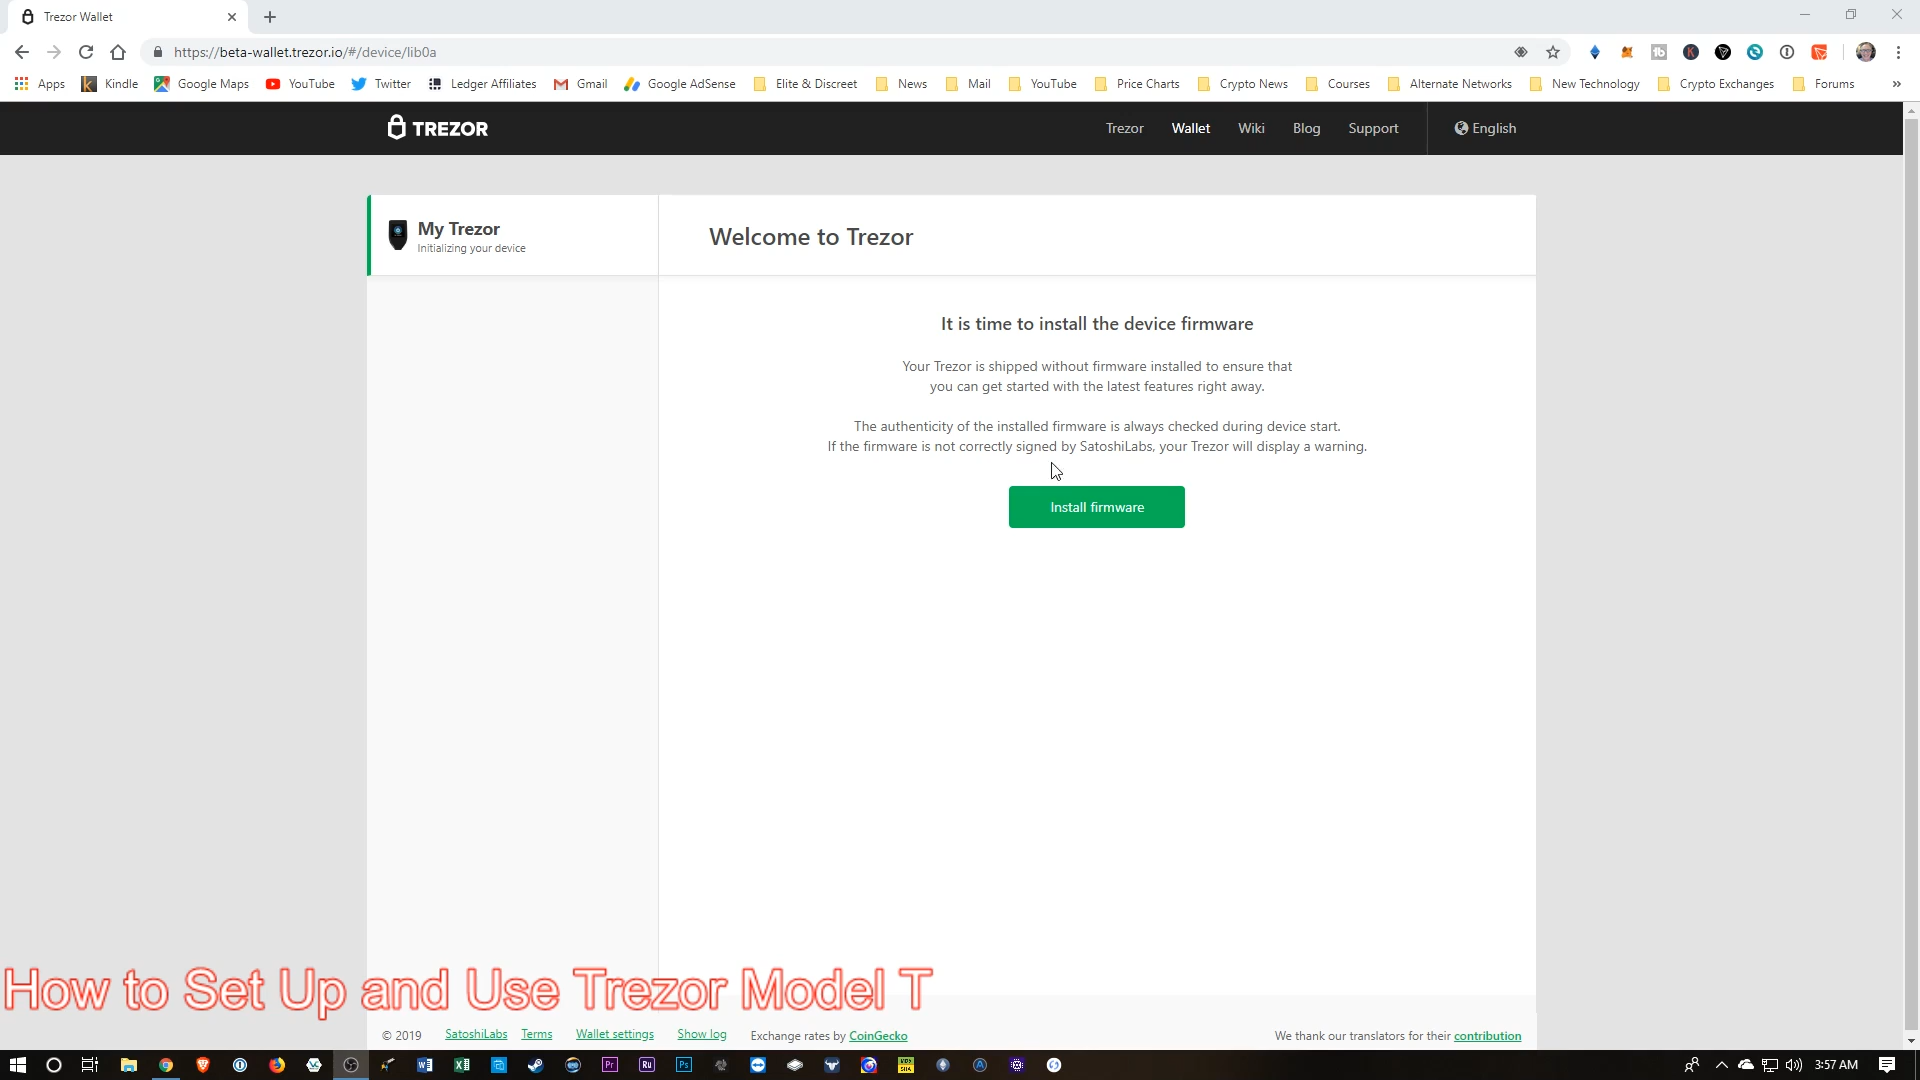 Trezor Wallet
https://beta-wallet.trezor.io/#/device/lib0a
Apps Kindle Google Maps YouTube Twitter Ledger Affiliates Gmail Google AdSense Elite & Discreet News Mail YouTube Price Charts Crypto News Courses Alternate Networks New Technology Crypto Exchanges Forums »
TREZOR Trezor Wallet Wiki Blog Support English
My Trezor
Initializing your device
Welcome to Trezor
It is time to install the device firmware
Your Trezor is shipped without firmware installed to ensure that
you can get started with the latest features right away.
The authenticity of the installed firmware is always checked during device start.
If the firmware is not correctly signed by SatoshiLabs, your Trezor will display a warning.
Install firmware
How to Set Up and Use Trezor Model T
© 2019 SatoshiLabs Terms Wallet settings Show log Exchange rates by CoinGecko We thank our translators for their contribution
3:57 AM